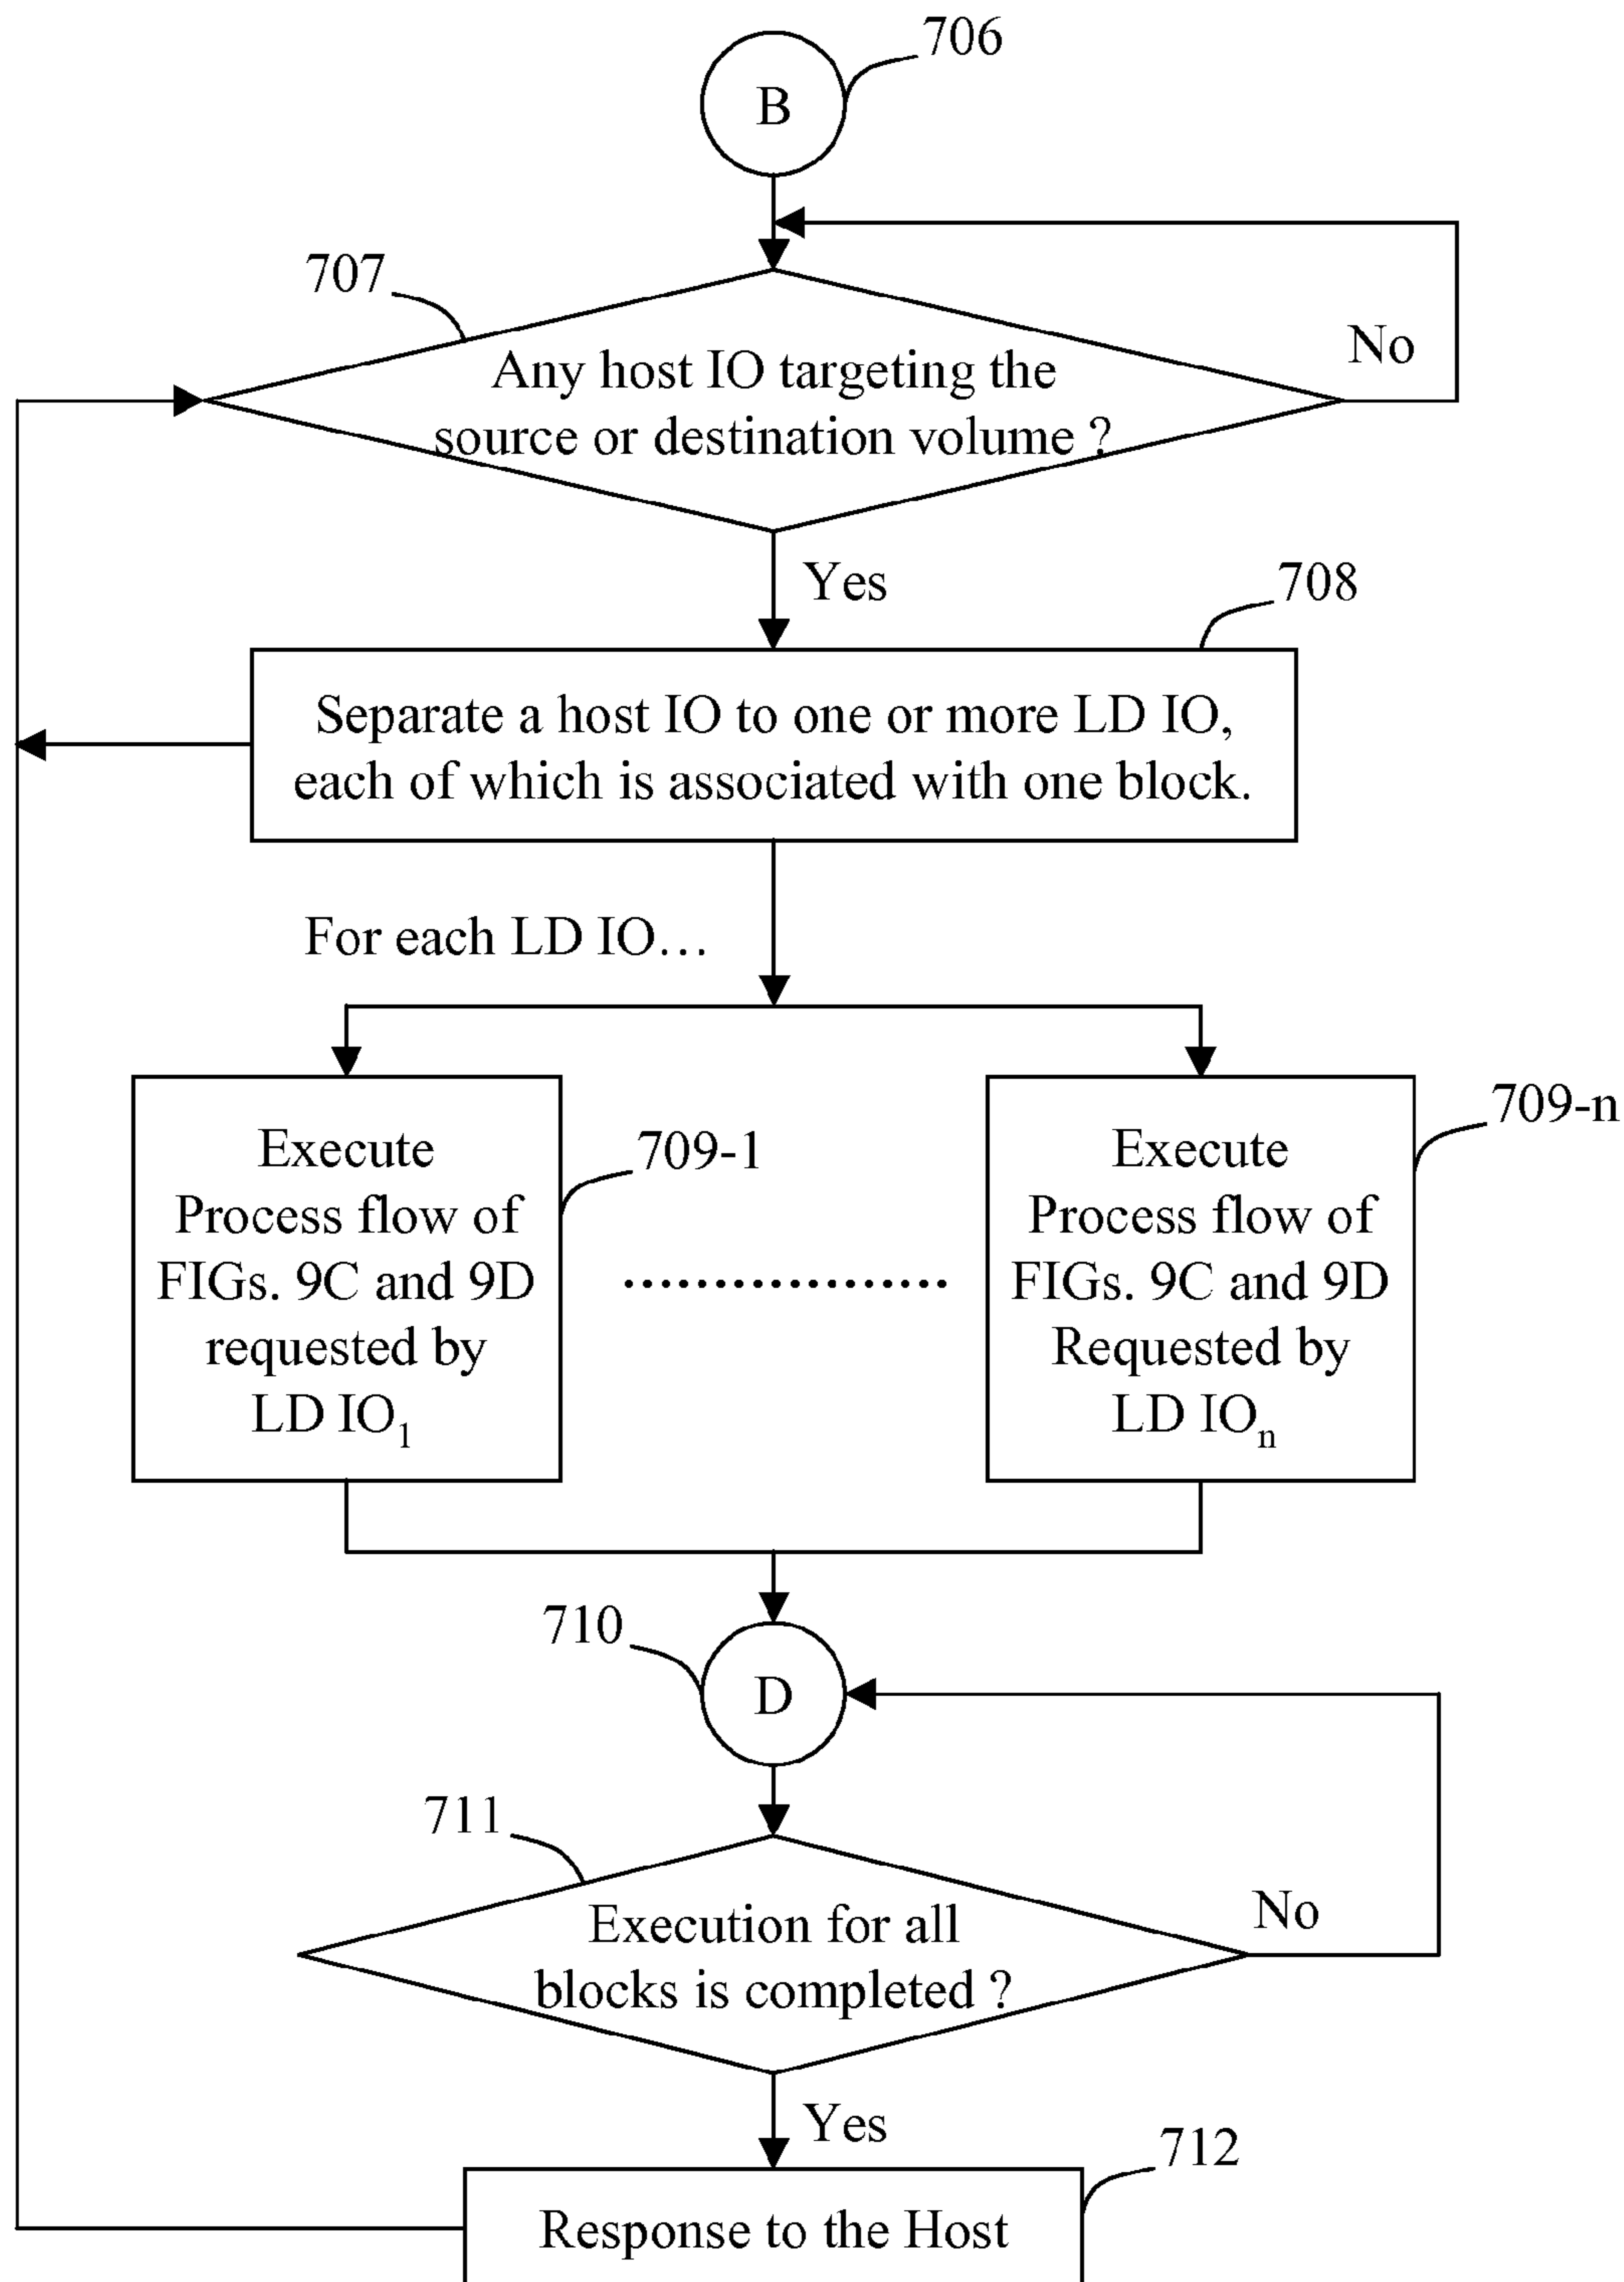 706
B
707
No
Any host IO targeting the
source or destination volume ?
Yes
708
Separate a host IO to one or more LD IO,
each of which is associated with one block.
For each LD IO…
709-1
709-n
Execute
Process flow of
FIGs. 9C and 9D
requested by
LD IO1
..................
Execute
Process flow of
FIGs. 9C and 9D
Requested by
LD IOn
710
D
711
No
Execution for all
blocks is completed ?
Yes
712
Response to the Host